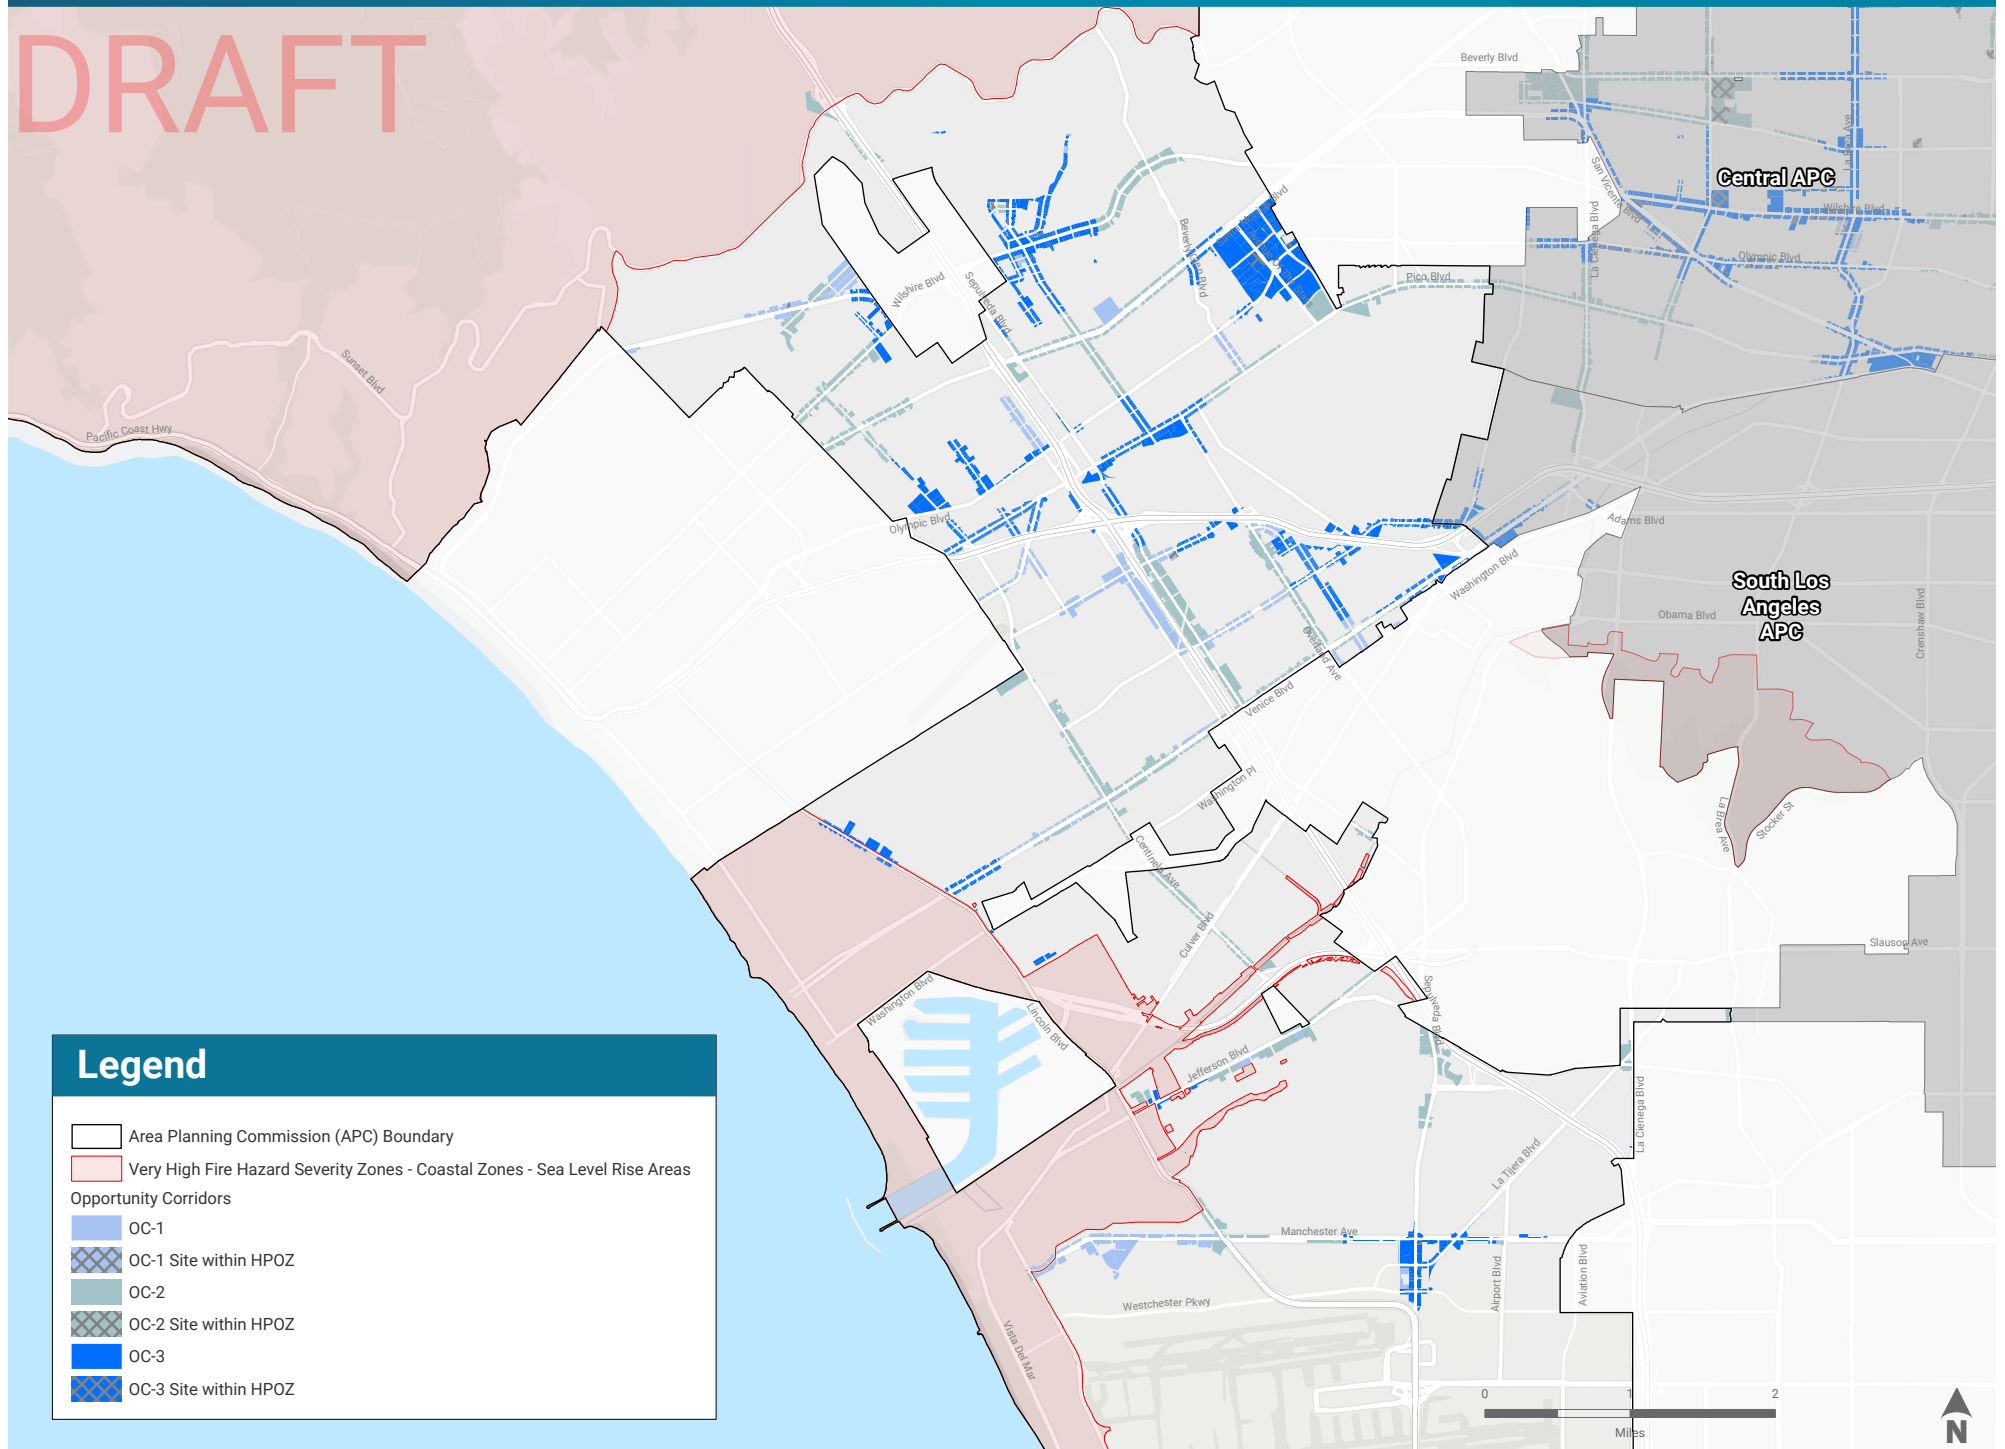 DRAFT
Beverly Blvd
La Brea Ave
San Vicente Blvd
Central APC
Wilshire Blvd
La Cienega Blvd
Olympic Blvd
Pico Blvd
Beverly Glen Blvd
Wilshire Blvd
Sepulveda Blvd
Sunset Blvd
Pacific Coast Hwy
Olympic Blvd
Adams Blvd
Washington Blvd
South Los
Angeles
APC
Obama Blvd
Crenshaw Blvd
Overland Ave
Venice Blvd
Washington Pl
La Brea Ave
Stocker St
Centinela Ave
Culver Blvd
Slauson Ave
Washington Blvd
Lincoln Blvd
Sepulveda Blvd
Jefferson Blvd
La Cienega Blvd
La Tijera Blvd
Manchester Ave
Airport Blvd
Aviation Blvd
Westchester Pkwy
Vista Del Mar
Legend
Area Planning Commission (APC) Boundary
Very High Fire Hazard Severity Zones - Coastal Zones - Sea Level Rise Areas
Opportunity Corridors
OC-1
OC-1 Site within HPOZ
OC-2
OC-2 Site within HPOZ
OC-3
OC-3 Site within HPOZ
0 1 2
Miles
N